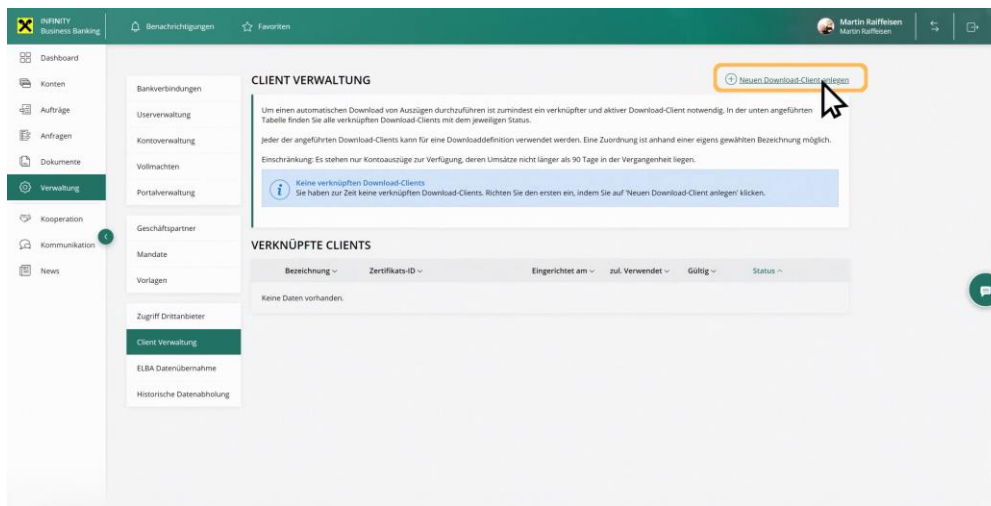 INFINITY
Business Banking
Benachrichtigungen
Favoriten
Martin Raiffeisen
Martin Raiffeisen
Dashboard
Konten
Aufträge
Anfragen
Dokumente
Verwaltung
Kooperation
Kommunikation
News
Bankverbindungen
Userverwaltung
Kontoverwaltung
Vollmachten
Portalverwaltung
Geschäftspartner
Mandate
Vorlagen
Zugriff Drittanbieter
Client Verwaltung
ELBA Datenübernahme
Historische Datenabholung
CLIENT VERWALTUNG
Neuen Download-Client anlegen
Um einen automatischen Download von Auszügen durchzuführen ist zumindest ein verknüpfter und aktiver Download-Client notwendig. In der unten angeführten
Tabelle finden Sie alle verknüpften Download-Clients mit dem jeweiligen Status.
Jeder der angeführten Download-Clients kann für eine Downloaddefinition verwendet werden. Eine Zuordnung ist anhand einer eigens gewählten Bezeichnung möglich.
Einschränkung: Es stehen nur Kontoauszüge zur Verfügung, deren Umsätze nicht länger als 90 Tage in der Vergangenheit liegen.
Keine verknüpften Download-Clients
Sie haben zur Zeit keine verknüpften Download-Clients. Richten Sie den ersten ein, indem Sie auf 'Neuen Download-Client anlegen' klicken.
VERKNÜPFTE CLIENTS
Bezeichnung Zertifikats-ID Eingerichtet am zul. Verwendet Gültig Status
Keine Daten vorhanden.